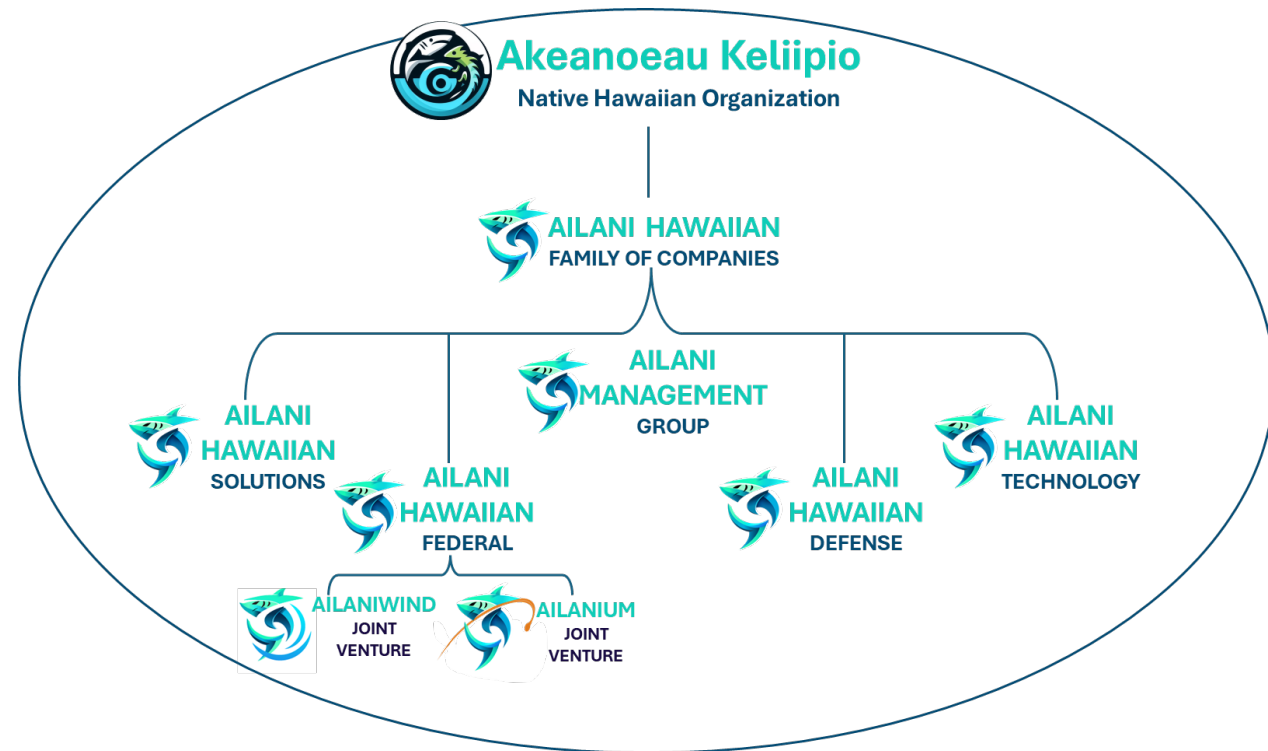 Akeanoeau Keliipio
Native Hawaiian Organization
AILANI HAWAIIAN
FAMILY OF COMPANIES
AILANI
HAWAIIAN
SOLUTIONS
AILANI
HAWAIIAN
FEDERAL
AILANIWIND
JOINT
VENTURE
AILANIUM
JOINT
VENTURE
AILANI
MANAGEMENT
GROUP
AILANI
HAWAIIAN
DEFENSE
AILANI
HAWAIIAN
TECHNOLOGY